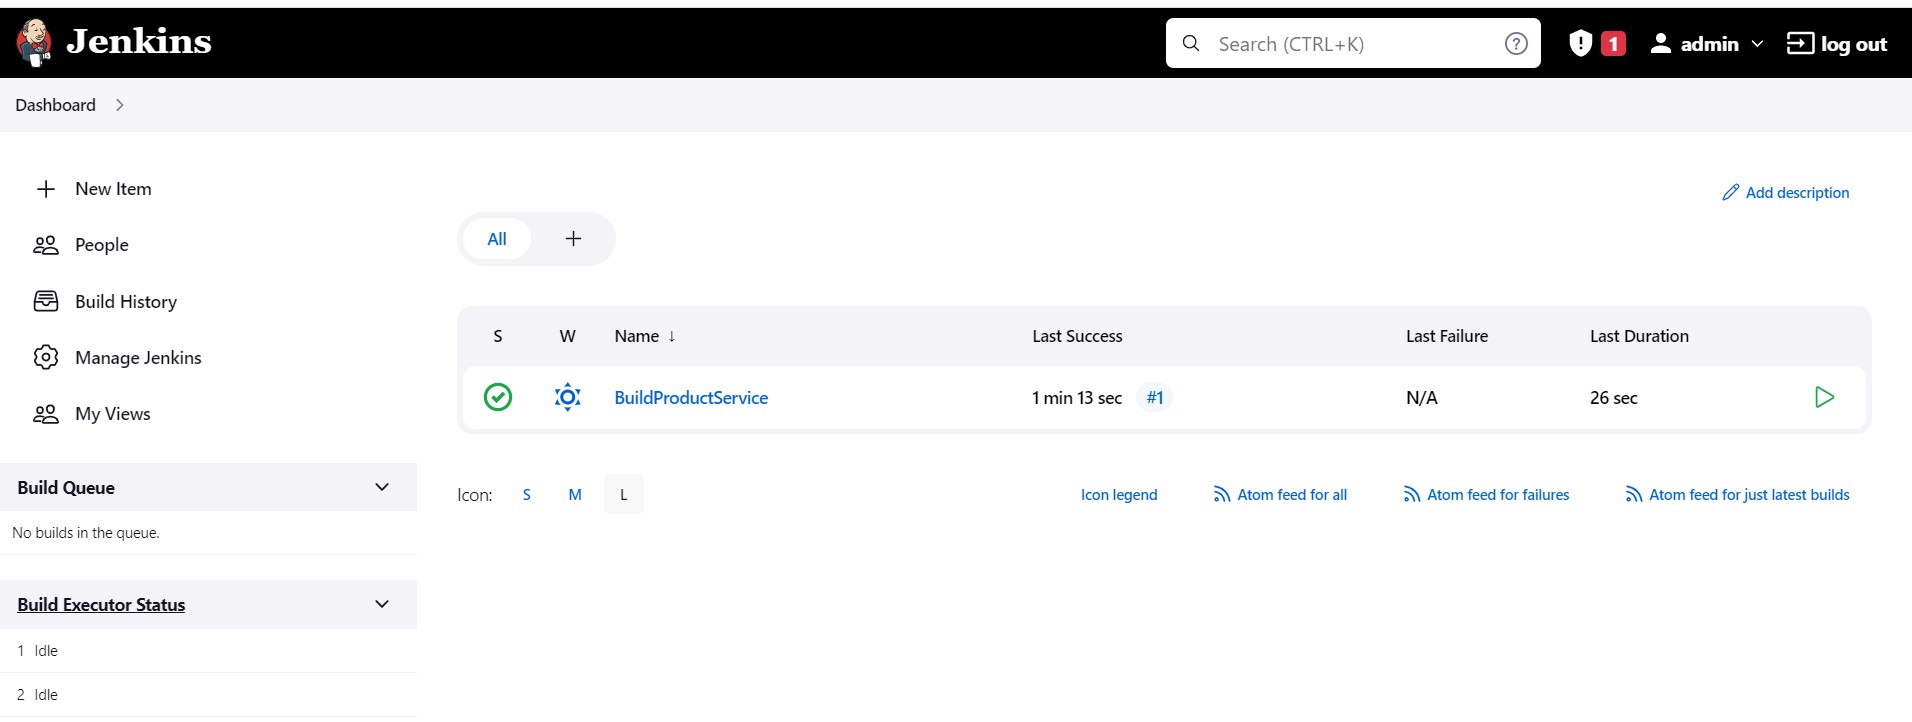 Jenkins
Search (CTRL+K)
1
admin
log out
Dashboard
New Item
People
Build History
Manage Jenkins
My Views
Build Queue
No builds in the queue.
Build Executor Status
1 Idle
2 Idle
Add description
All
S W Name ↓ Last Success Last Failure Last Duration
BuildProductService 1 min 13 sec #1 N/A 26 sec
Icon: S M L
Icon legend
Atom feed for all
Atom feed for failures
Atom feed for just latest builds